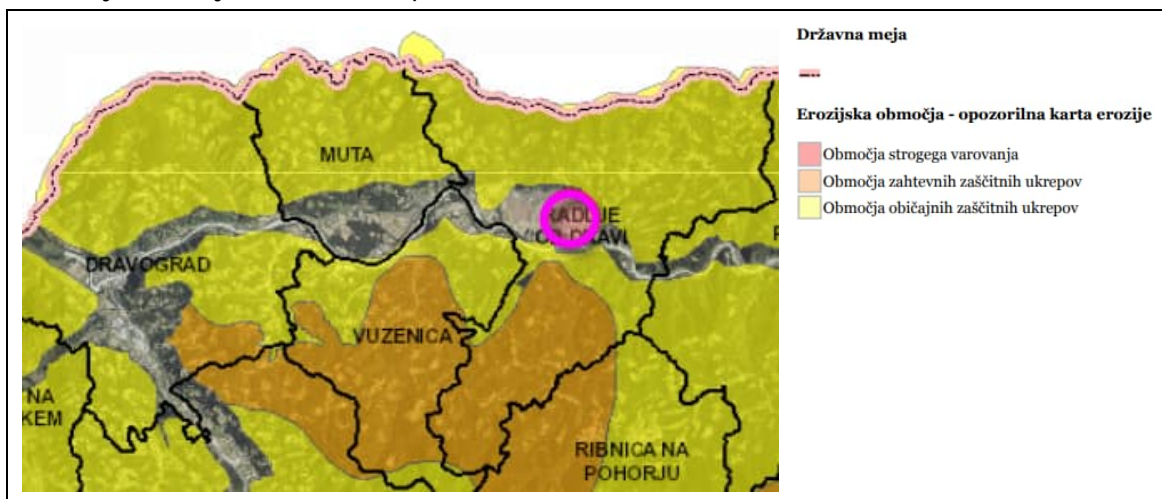 MUTA
DRAVOGRAD
VUZENICA
NA
KEM
RIBNICA NA
POHORJU
Državna meja
Erozijska območja - opozorilna karta erozije
Območja strogega varovanja
Območja zahtevnih zaščitnih ukrepov
Območja običajnih zaščitnih ukrepov